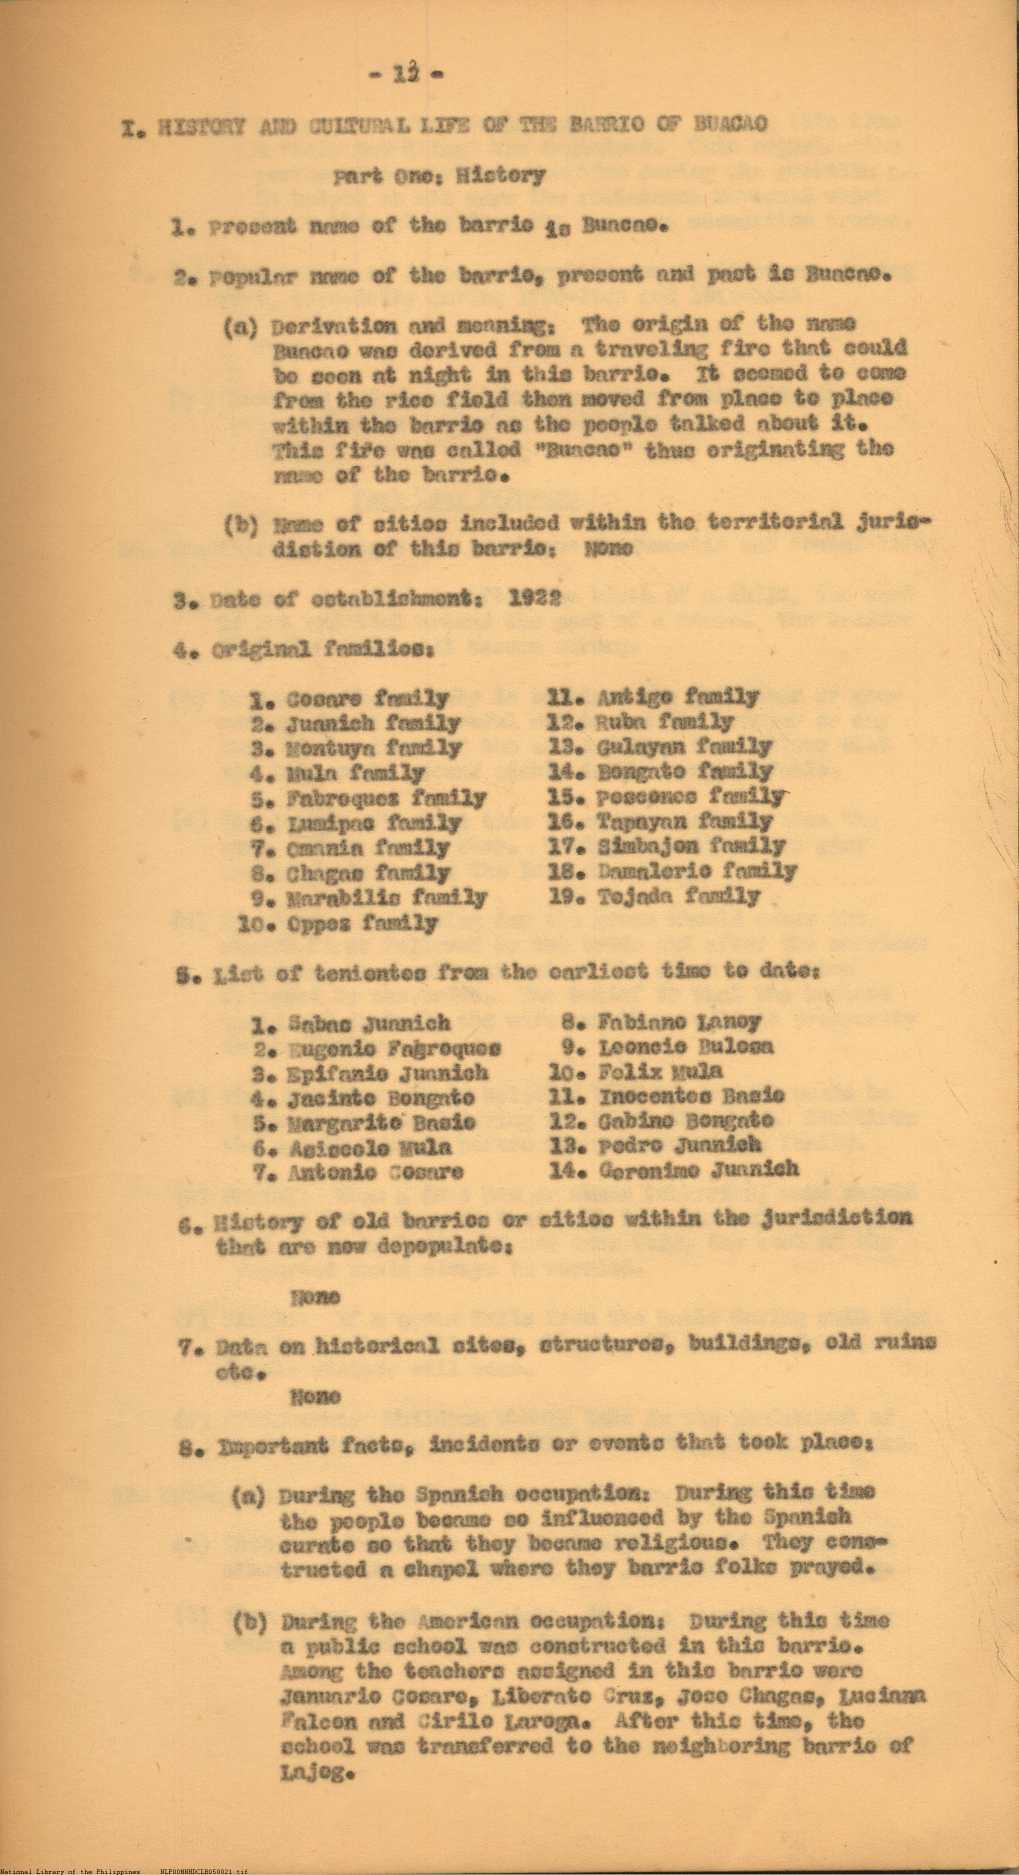 - 12 -
I. HISTORY AND CULTURAL LIFE OF THE BARRIO OF BUACAO
Part One: History
1. Present name of the barrio is Buacao.
2. Popular name of the barrio, present and past is Buacao.
(a) Derivation and meaning: The origin of the name
Buacao was derived from a traveling fire that could
be seen at night in this barrio. It seemed to come
from the rice field then moved from place to place
within the barrio as the people talked about it.
This fire was called "Buacao" thus originating the
name of the barrio.
(b) Name of sitios included within the territorial juris-
distion of this barrio: None
3. Date of establishment: 1922
4. Original families:
1. Cosare family
2. Juanich family
3. Montuya family
4. Mula family
5. Fabroquez family
6. Lumipao family
7. Omania family
8. Chagas family
9. Marabilis family
10. Oppez family
11. Antigo family
12. Ruba family
13. Gulayan family
14. Bongato family
15. Pescones family
16. Tapayan family
17. Simbajon family
18. Damalerio family
19. Tejada family
5. List of tenientes from the earliest time to date:
1. Sabas Juanich
2. Eugenio Fabroques
3. Epifanio Juanich
4. Jacinto Bongato
5. Margarito Basio
6. Asiscolo Mula
7. Antonio Cosare
8. Fabiano Lanoy
9. Leoncio Bulosa
10. Felix Mula
11. Inocentes Basio
12. Gabino Bongato
13. Pedro Juanich
14. Geronimo Juanich
6. History of old barrios or sitios within the jurisdiction
that are now depopulate:
None
7. Data on historical sites, structures, buildings, old ruins
etc.
None
8. Important facts, incidents or events that took place:
(a) During the Spanish occupation: During this time
the people became so influenced by the Spanish
curate so that they became religious. They cons-
tructed a chapel where they barrio folks prayed.
(b) During the American occupation: During this time
a public school was constructed in this barrio.
Among the teachers assigned in this barrio were
Januario Cosare, Liberato Cruz, Jose Chagas, Luciana
Falcon and Cirilo Laroga. After this time, the
school was transferred to the neighboring barrio of
Lajog.
National Library of the Philippines NLPOOMNHDCLB050021.tif